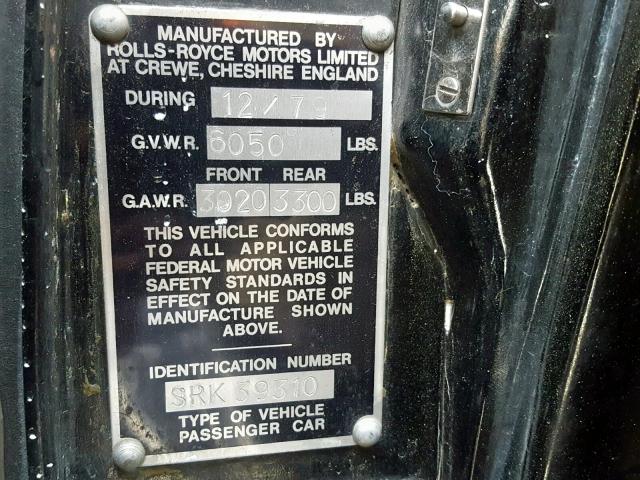 MANUFACTURED BY
ROLLS-ROYCE MOTORS LIMITED
AT CREWE, CHESHIRE ENGLAND
DURING 12/79
G.V.W.R. 6050 LBS.
FRONT REAR
G.A.W.R. 3020 3300 LBS.
THIS VEHICLE CONFORMS
TO ALL APPLICABLE
FEDERAL MOTOR VEHICLE
SAFETY STANDARDS IN
EFFECT ON THE DATE OF
MANUFACTURE SHOWN
ABOVE.
IDENTIFICATION NUMBER
SRK 39310
TYPE OF VEHICLE
PASSENGER CAR